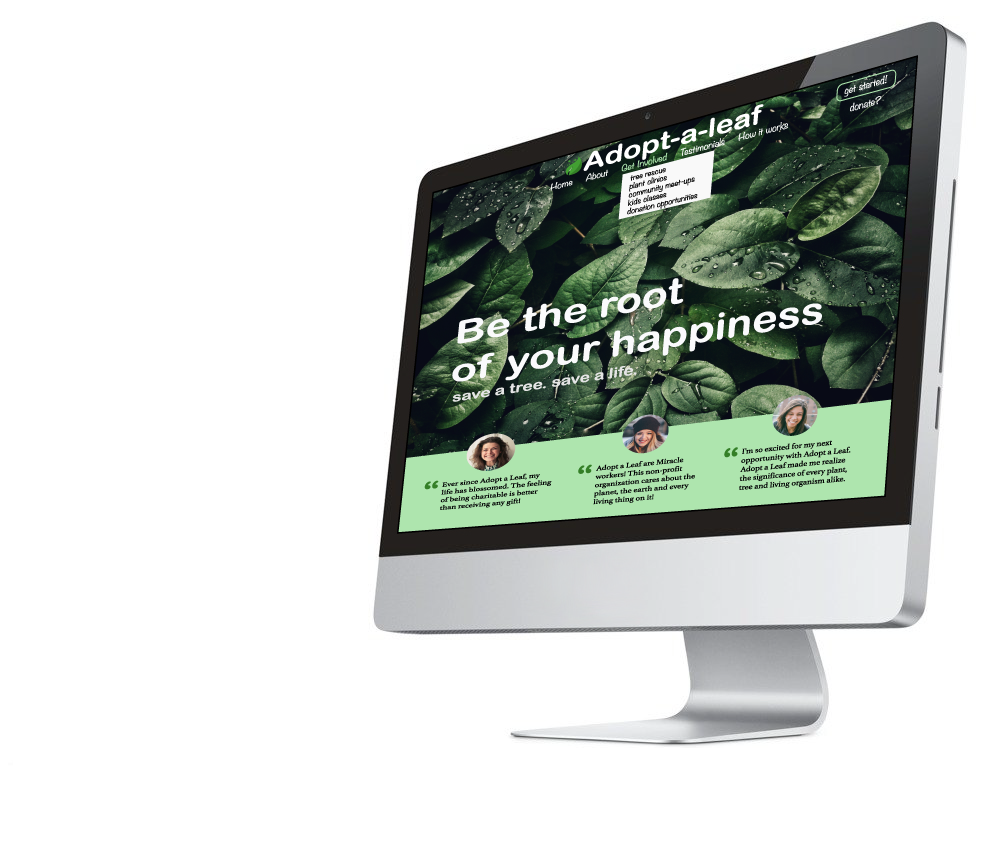 get started!
donate?
Adopt-a-leaf
Home About Get Involved Testimonials How it works
tree rescue
plant clinics
community meet-ups
kids classes
donation opportunities
Be the root
of your happiness
save a tree. save a life.
“ Ever since Adopt a Leaf, my
life has blossomed. The feeling
of being charitable is better
than receiving any gift!
“ Adopt a Leaf are Miracle
workers! This non-profit
organization cares about the
planet, the earth and every
living thing on it!
“ I'm so excited for my next
opportunity with Adopt a Leaf.
Adopt a Leaf made me realize
the significance of every plant,
tree and living organism alike.